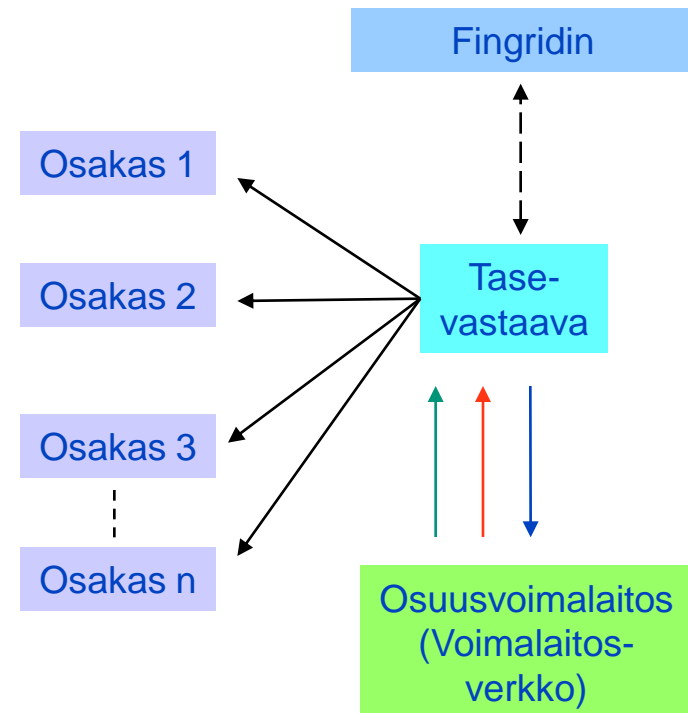 Fingridin
Osakas 1
Osakas 2
Tase-
vastaava
Osakas 3
Osakas n
Osuusvoimalaitos
(Voimalaitos-
verkko)